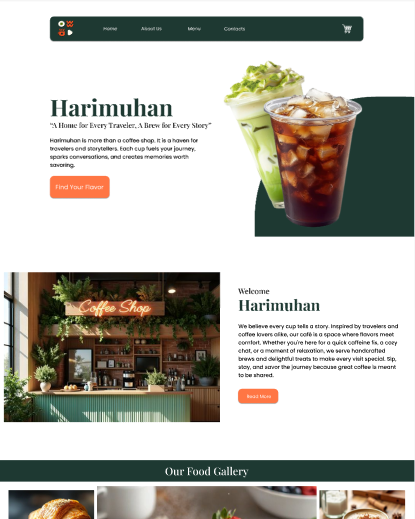 Home About Us Menu Contacts
Harimuhan
“A Home for Every Traveler, A Brew for Every Story”
Harimuhan is more than a coffee shop. It is a haven for
travelers and storytellers. Each cup fuels your journey,
sparks conversations, and creates memories worth
savoring.
Find Your Flavor
Coffee Shop
Welcome
Harimuhan
We believe every cup tells a story. Inspired by travelers and
coffee lovers alike, our café is a space where flavors meet
comfort. Whether you're here for a quick caffeine fix, a cozy
chat, or a moment of relaxation, we serve handcrafted
brews and delightful treats to make every visit special. Sip,
stay, and savor the journey because great coffee is meant
to be shared.
Read More
Our Food Gallery